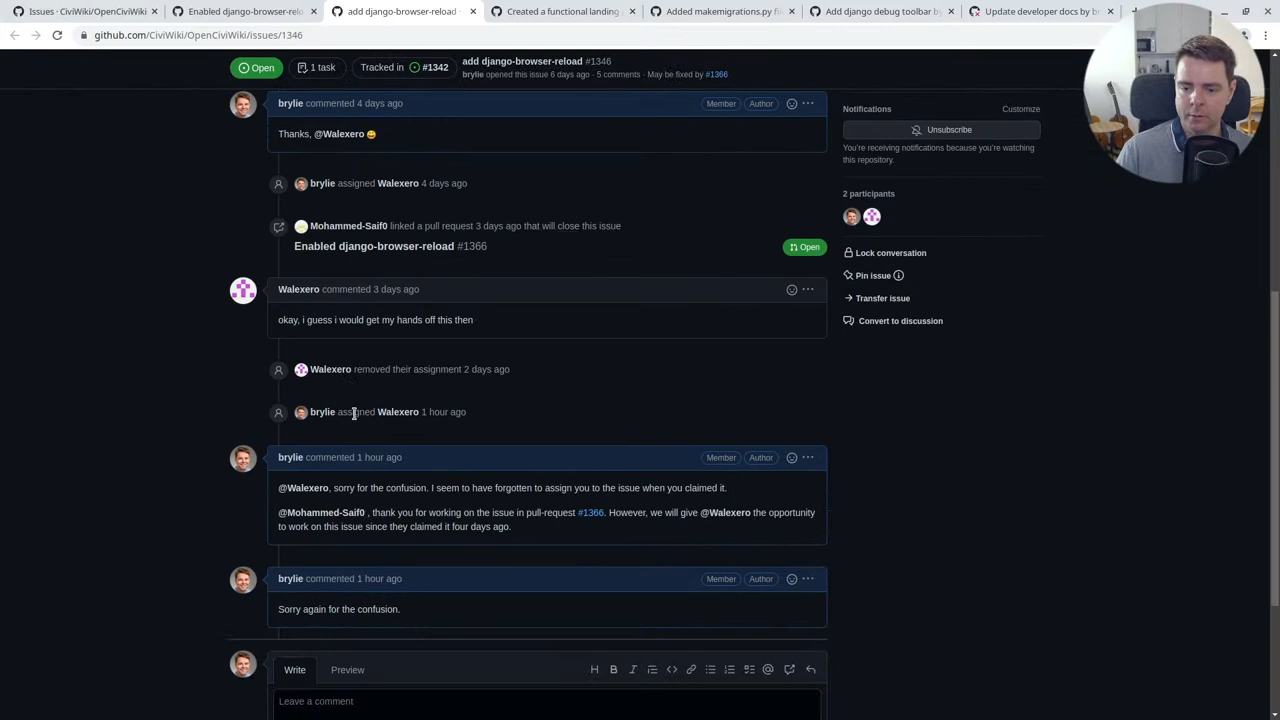 Issues · CiviWiki/OpenCiviWiki
Enabled django-browser-reload
add django-browser-reload
Created a functional landing
Added makemigrations.py fi
Add django debug toolbar by
Update developer docs by br
github.com/CiviWiki/OpenCiviWiki/issues/1346
Open
1 task
Tracked in #1342
add django-browser-reload #1346
brylie opened this issue 6 days ago · 5 comments · May be fixed by #1366
brylie commented 4 days ago
Member
Author
Thanks, @Walexero 😀
brylie assigned Walexero 4 days ago
Mohammed-Saif0 linked a pull request 3 days ago that will close this issue
Enabled django-browser-reload #1366
Open
Walexero commented 3 days ago
okay, i guess i would get my hands off this then
Walexero removed their assignment 2 days ago
brylie assigned Walexero 1 hour ago
brylie commented 1 hour ago
Member
Author
@Walexero, sorry for the confusion. I seem to have forgotten to assign you to the issue when you claimed it.
@Mohammed-Saif0 , thank you for working on the issue in pull-request #1366. However, we will give @Walexero the opportunity
to work on this issue since they claimed it four days ago.
brylie commented 1 hour ago
Member
Author
Sorry again for the confusion.
Write
Preview
Leave a comment
Notifications
Customize
Unsubscribe
You're receiving notifications because you're watching
this repository.
2 participants
Lock conversation
Pin issue
Transfer issue
Convert to discussion